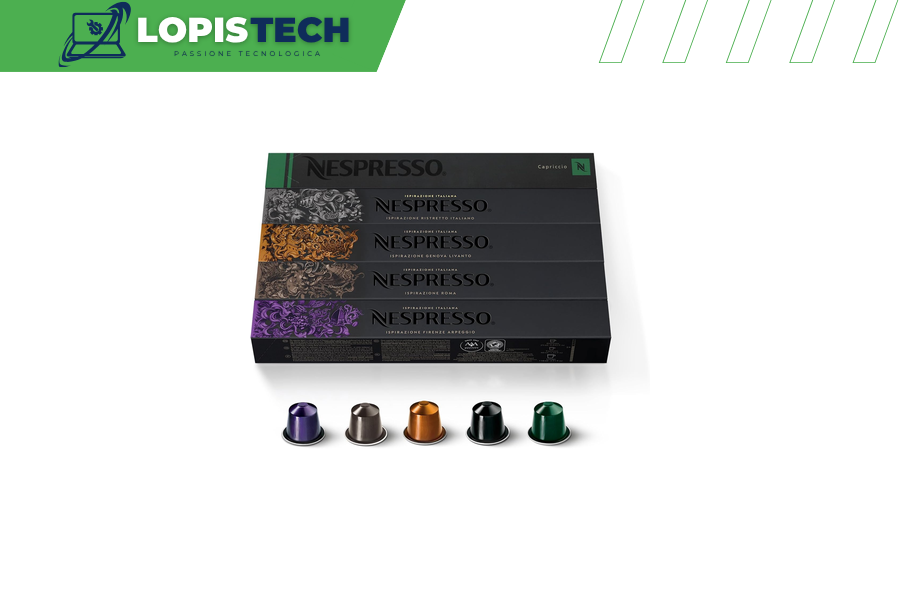 LOPISTECH
PASSIONE TECNOLOGICA
NESPRESSO
Capriccio
ISPIRAZIONE ITALIANA
NESPRESSO
ISPIRAZIONE RISTRETTO ITALIANO
ISPIRAZIONE ITALIANA
NESPRESSO
ISPIRAZIONE GENOVA LIVANTO
ISPIRAZIONE ITALIANA
NESPRESSO
ISPIRAZIONE ROMA
ISPIRAZIONE ITALIANA
NESPRESSO
ISPIRAZIONE FIRENZE ARPEGGIO